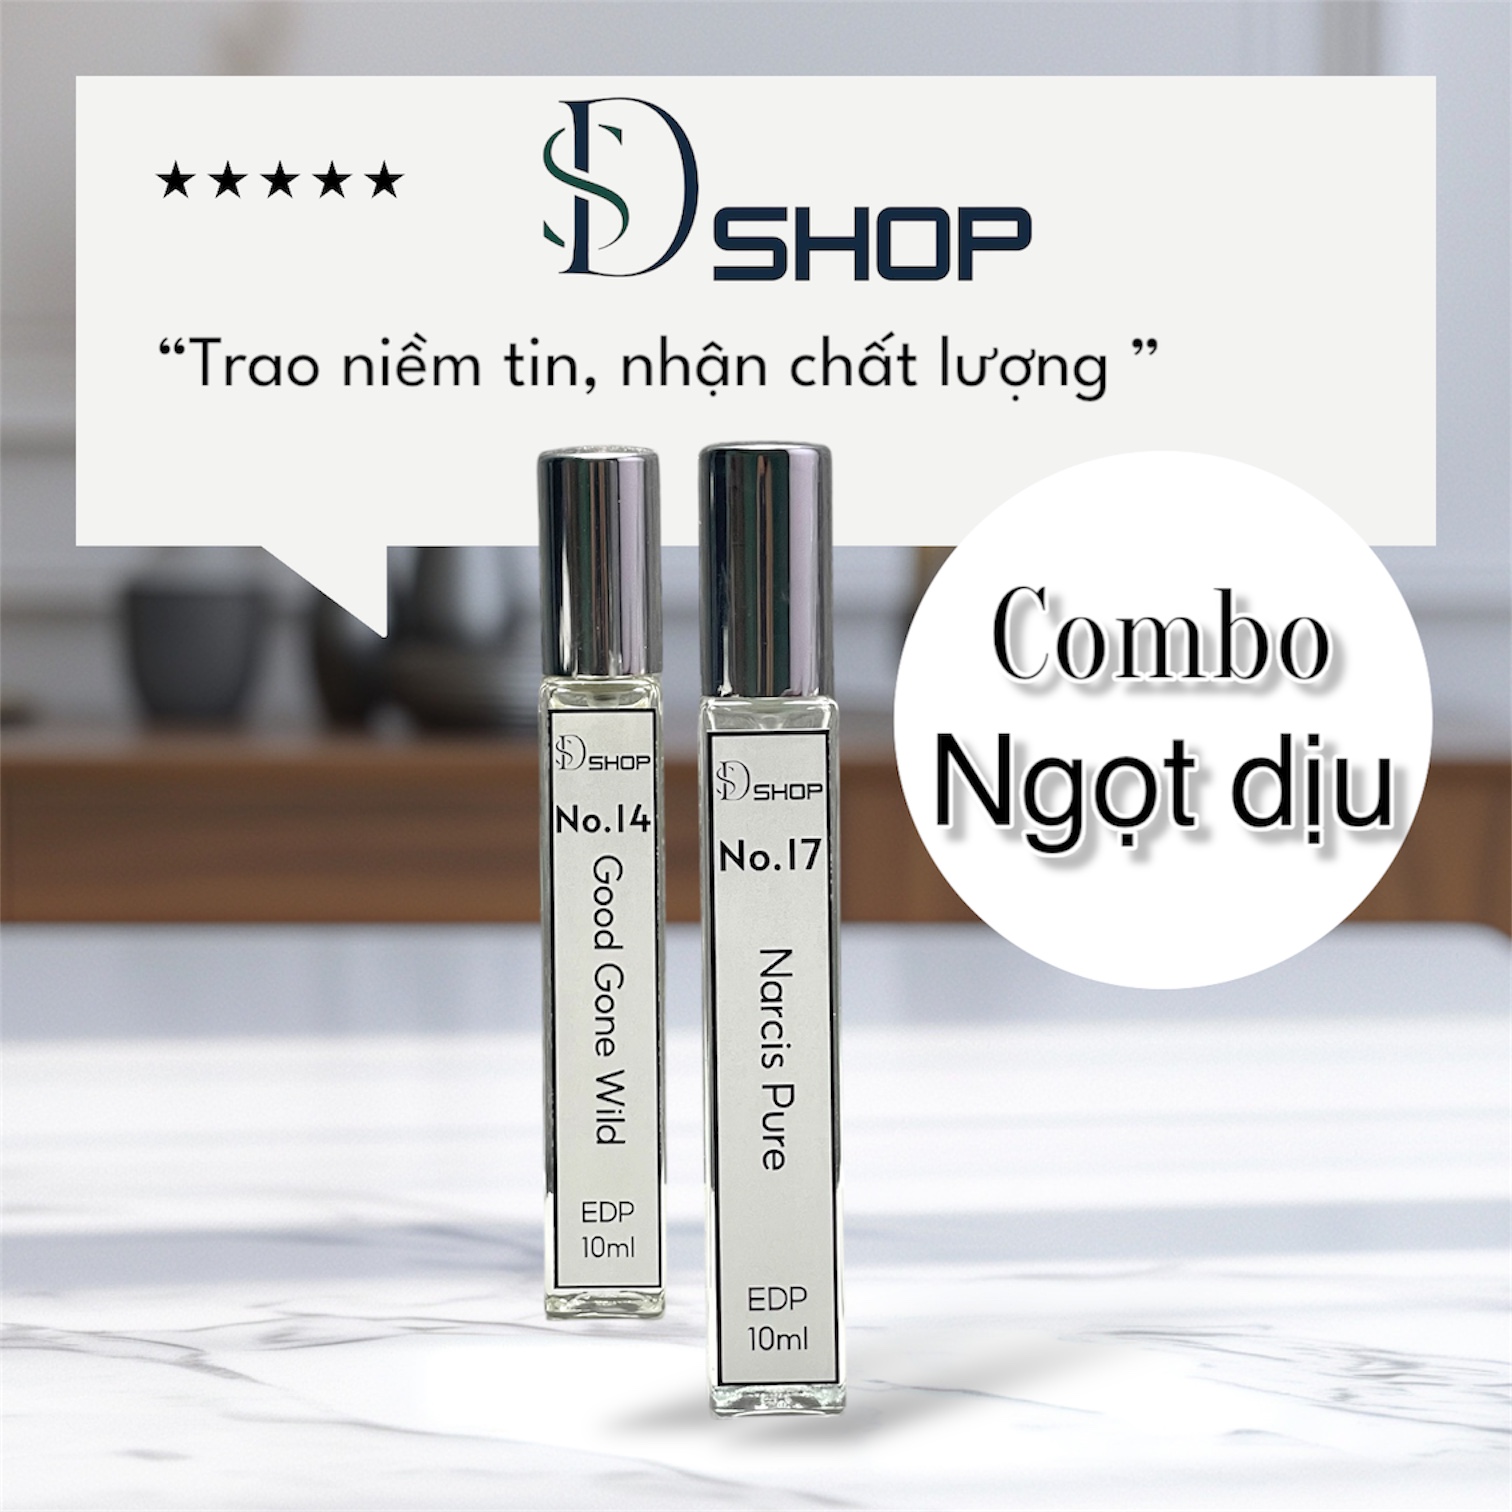 SD SHOP
“Trao niềm tin, nhận chất lượng ”
Combo
Ngọt dịu
SD SHOP
No.14
Good Gone Wild
EDP
10ml
SD SHOP
No.17
Narcis Pure
EDP
10ml